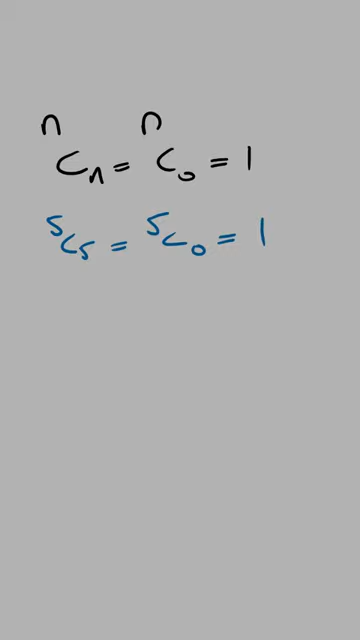 ⁿCₙ = ⁿC₀ = 1
⁵C₅ = ⁵C₀ = 1